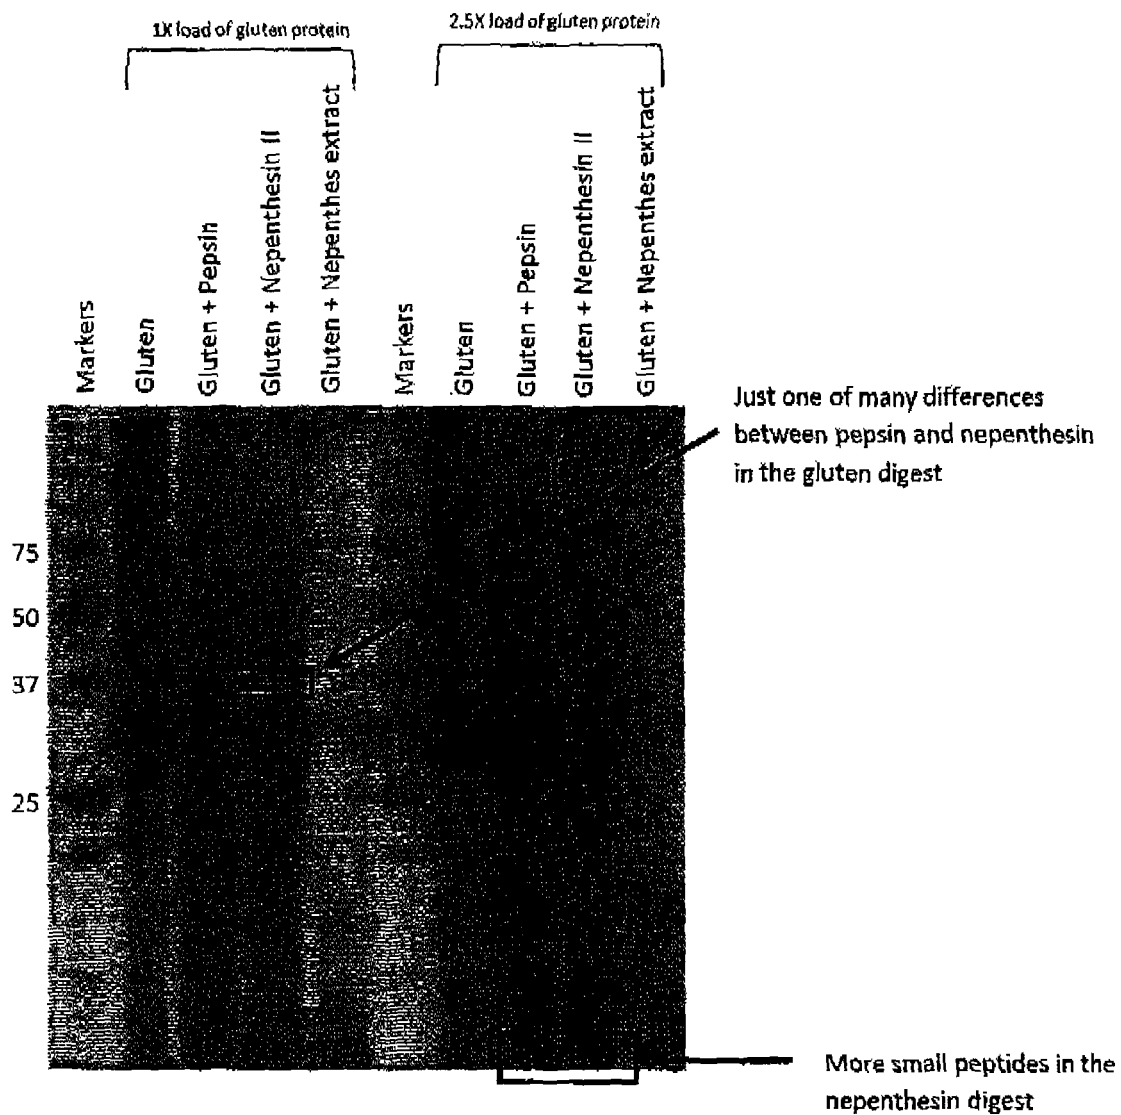 1X load of gluten protein
2.5X load of gluten protein
Markers
Gluten
Gluten + Pepsin
Gluten + Nepenthesin II
Gluten + Nepenthes extract
Markers
Gluten
Gluten + Pepsin
Gluten + Nepenthesin II
Gluten + Nepenthes extract
Just one of many differences
between pepsin and nepenthesin
in the gluten digest
75
50
37
25
More small peptides in the
nepenthesin digest